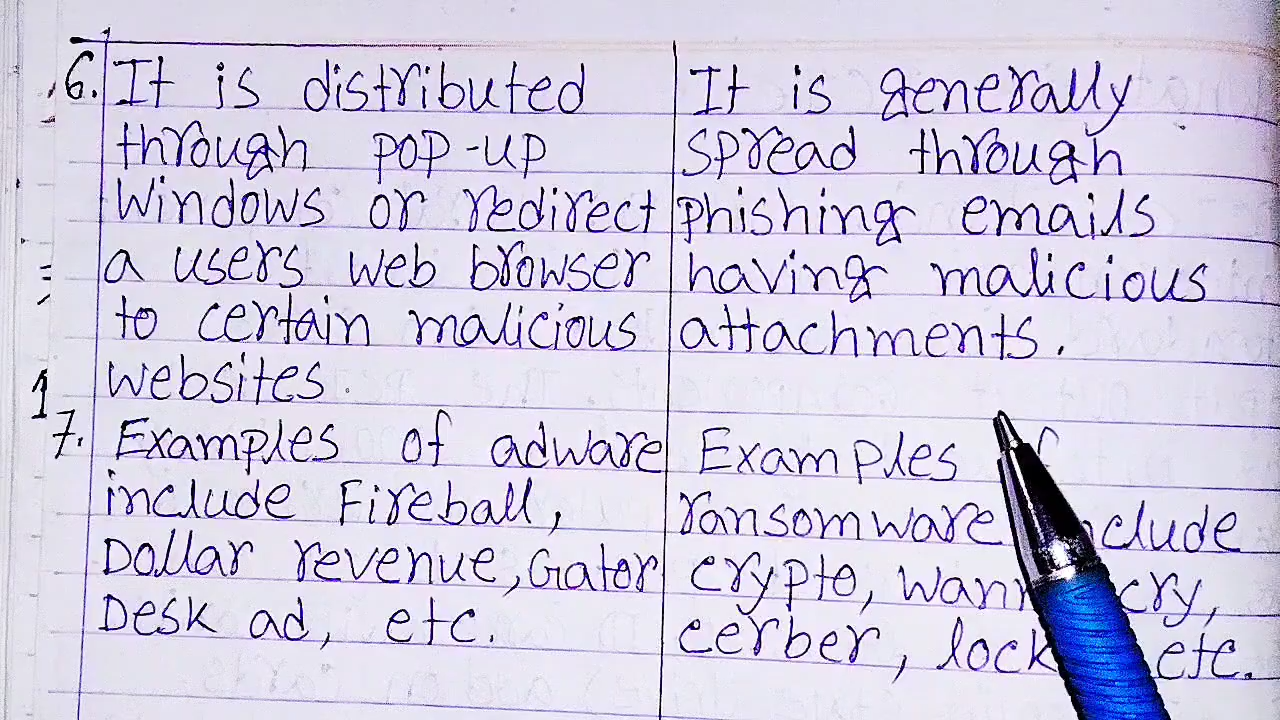 6. It is distributed
through pop-up
Windows or redirect
a users web browser
to certain malicious
websites.
It is generally
spread through
phishing emails
having malicious
attachments.
7. Examples of adware
include Fireball,
Dollar revenue, Gator
Desk ad, etc.
Examples
ransomware
crypto,
cry,
cerber, etc.